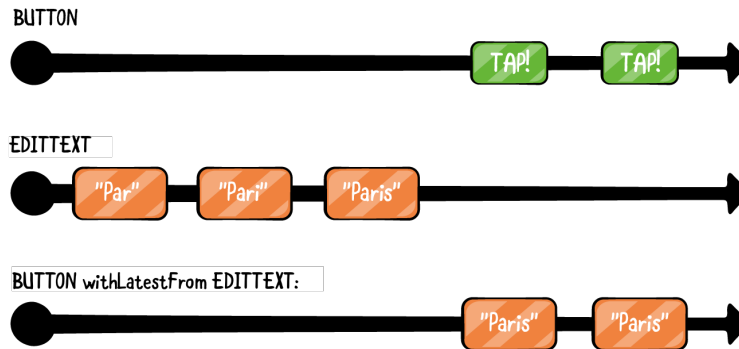 BUTTON
TAP! TAP!
EDITTEXT
"Par" "Pari" "Paris"
BUTTON withLatestFrom EDITTEXT:
"Paris" "Paris"